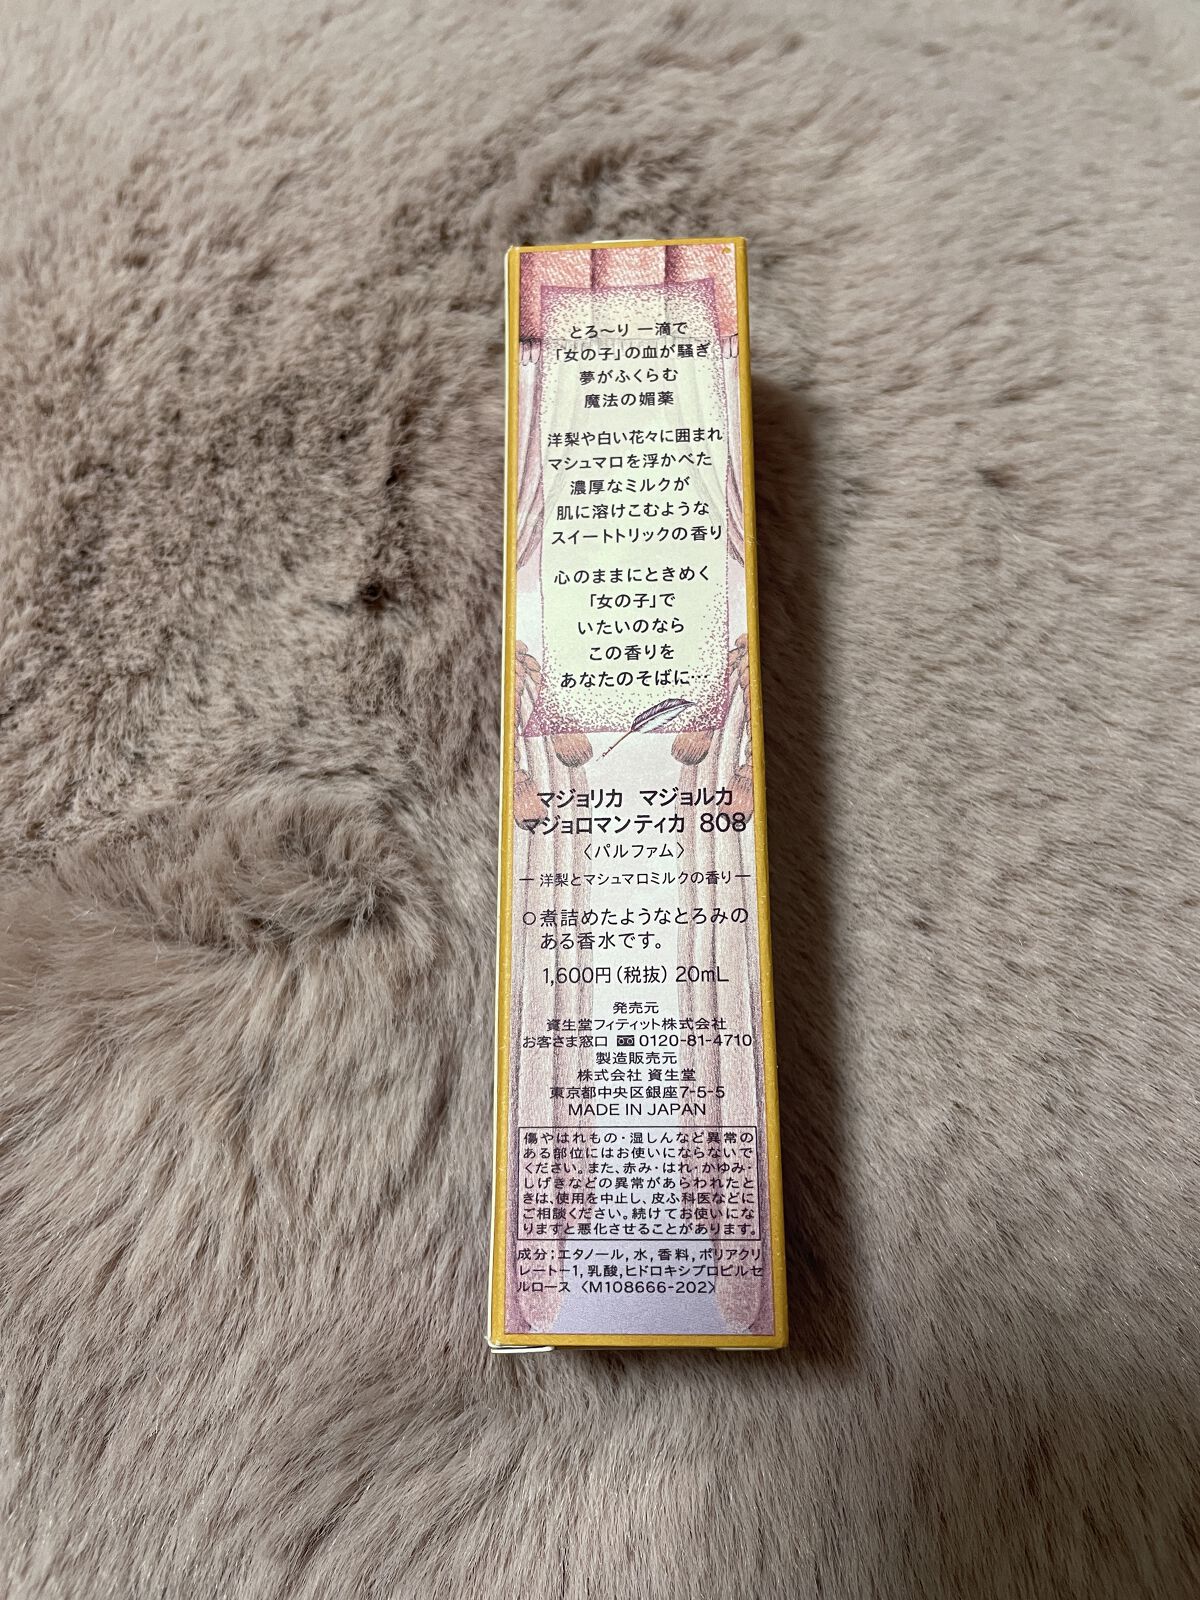 とろ〜り 一滴で
「女の子」の血が騒ぎ
夢がふくらむ
魔法の媚薬
洋梨や白い花々に囲まれ
マシュマロを浮かべた
濃厚なミルクが
肌に溶けこむような
スイートトリックの香り
心のままにときめく
「女の子」で
いたいのなら
この香りを
あなたのそばに…
マジョリカ マジョルカ
マジョロマンティカ 808
〈パルファム〉
― 洋梨とマシュマロミルクの香り ―
○煮詰めたようなとろみの
ある香水です。
1,600円(税抜) 20mL
発売元
資生堂フィティット株式会社
お客さま窓口 0120-81-4710
製造販売元
株式会社 資生堂
東京都中央区銀座7-5-5
MADE IN JAPAN
傷やはれもの・湿しんなど異常の
ある部位にはお使いにならないで
ください。また、赤み・はれ・かゆみ・
しげきなどの異常があらわれたと
きは、使用を中止し、皮ふ科医などに
ご相談ください。続けてお使いにな
りますと悪化させることがあります。
成分:エタノール,水,香料,ポリアクリ
レート-1,乳酸,ヒドロキシプロピルセ
ルロース 〈M108666-202〉